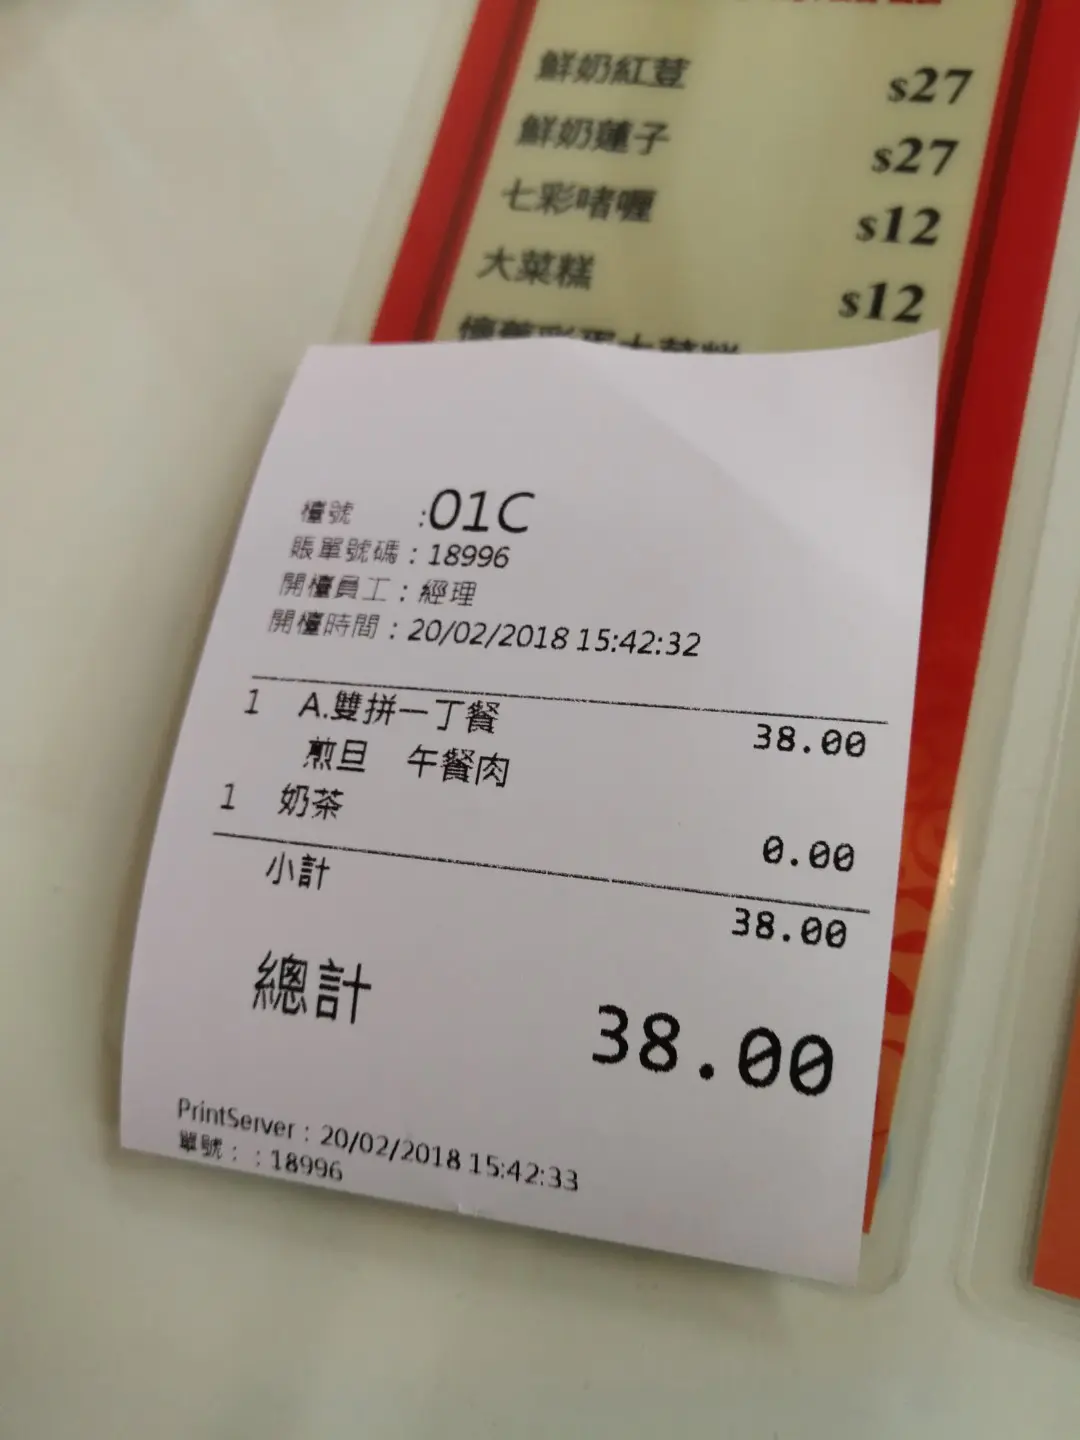 鮮奶紅荳 $27
鮮奶蓮子 $27
七彩啫喱 $12
大菜糕 $12
檯號 :01C
賬單號碼：18996
開檯員工：經理
開檯時間：20/02/2018 15:42:32
1 A.雙拼一丁餐 38.00
煎旦 午餐肉
1 奶茶 0.00
小計 38.00
總計 38.00
PrintServer : 20/02/2018 15:42:33
單號： : 18996